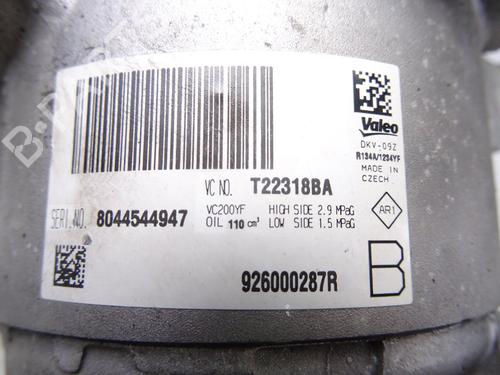 Valeo
DKV-09Z
R134A/1234YF
MADE IN
CZECH
VC NO. T22318BA
SERI.NO. 8044544947
VC200YF HIGH SIDE 2.9 MPaG
OIL 110 cm³ LOW SIDE 1.5 MPaG
AR1
926000287R
B
B-PARTS